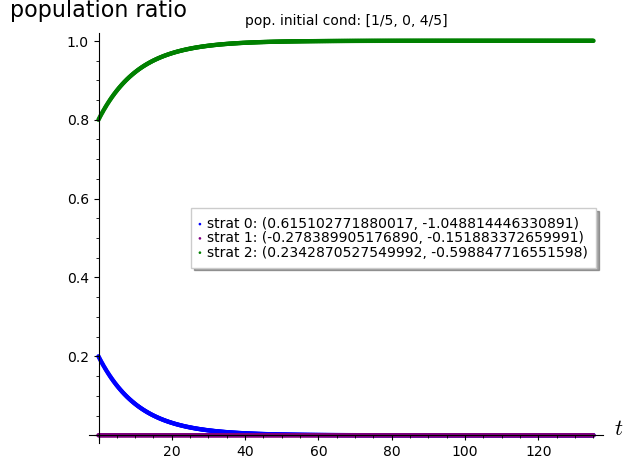 population ratio
pop. initial cond: [1/5, 0, 4/5]
1.0
0.8
0.6
strat 0: (0.615102771880017, -1.048814446330891)
strat 1: (-0.278389905176890, -0.151883372659991)
strat 2: (0.2342870527549992, -0.598847716551598)
0.4
0.2
t
20 40 60 80 100 120